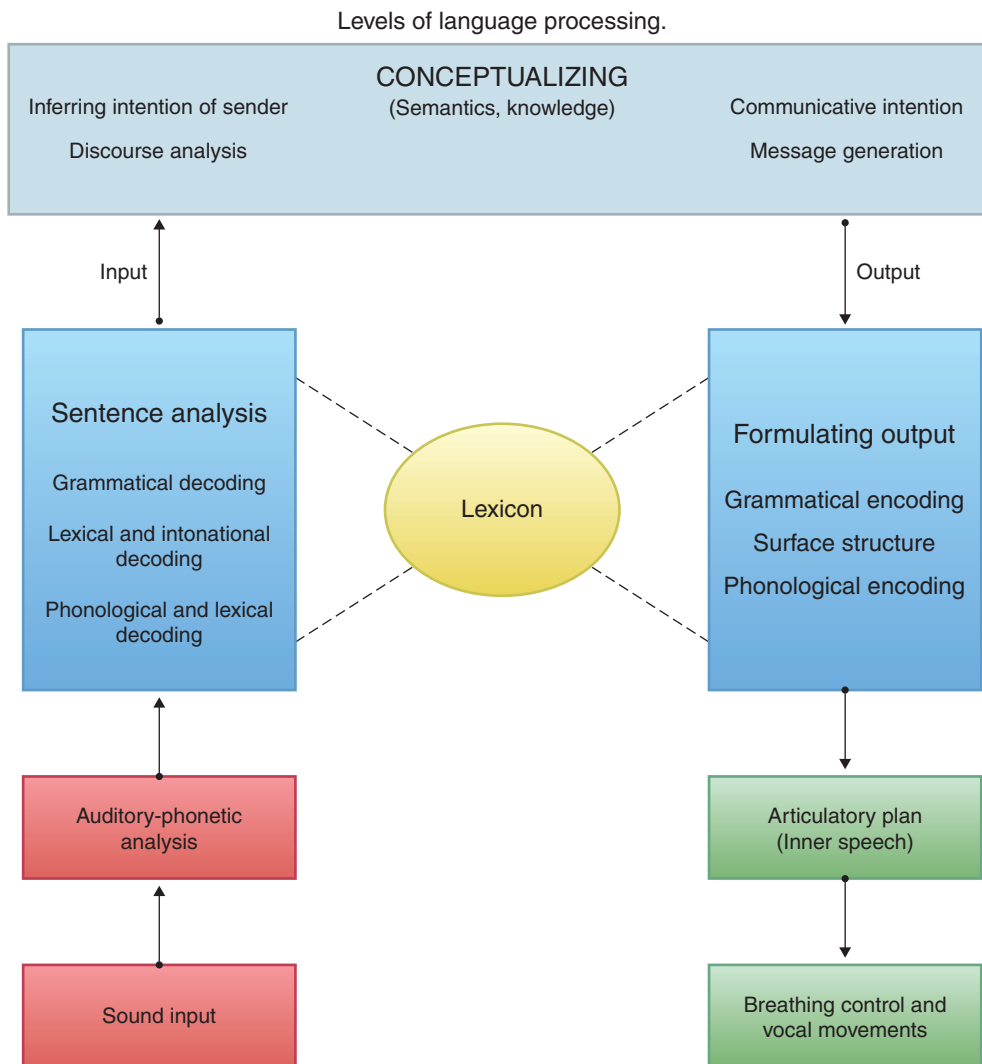 Levels of language processing.
CONCEPTUALIZING
(Semantics, knowledge)
Inferring intention of sender
Discourse analysis
Communicative intention
Message generation
Input
Output
Sentence analysis
Grammatical decoding
Lexical and intonational
decoding
Phonological and lexical
decoding
Lexicon
Formulating output
Grammatical encoding
Surface structure
Phonological encoding
Auditory-phonetic
analysis
Articulatory plan
(Inner speech)
Sound input
Breathing control and
vocal movements